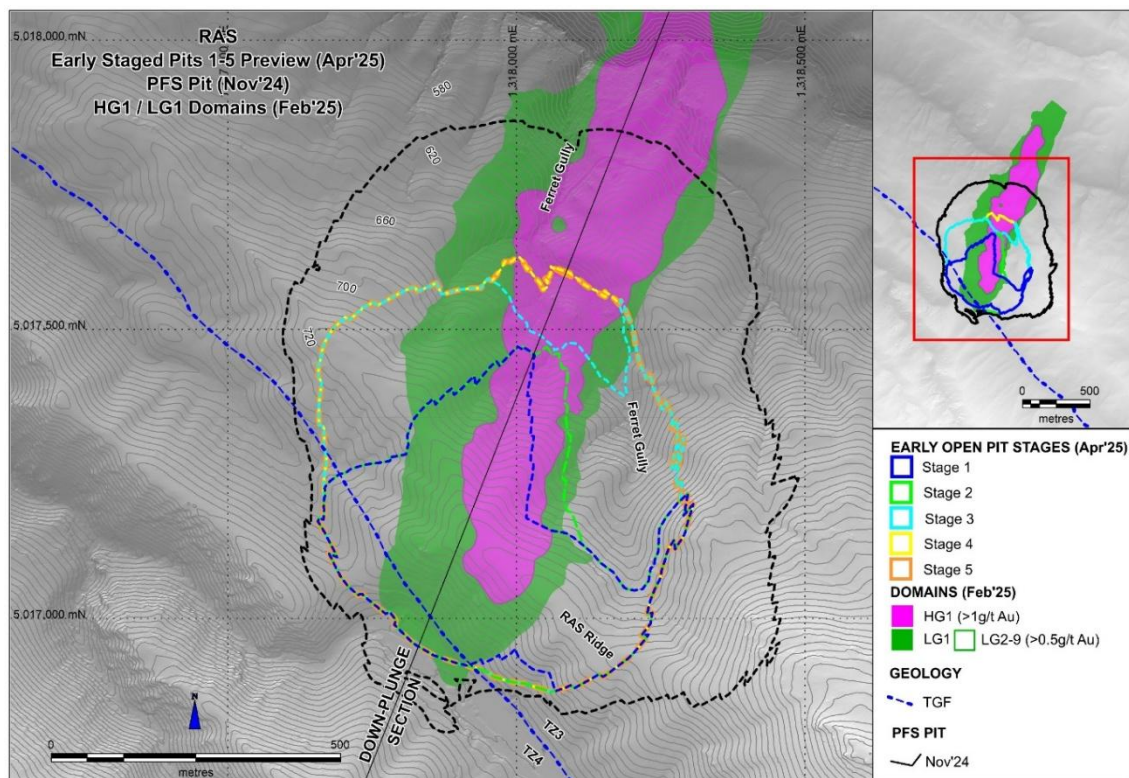 RAS
Early Staged Pits 1-5 Preview (Apr'25)
PFS Pit (Nov'24)
HG1 / LG1 Domains (Feb'25)
5,018,000 mN
1,318,000 mE
1,318,500 mE
580
620
660
700
720
Ferret Gully
5,017,500 mN
Ferret Gully
5,017,000 mN
RAS Ridge
DOWN-PLUNGE
SECTION
TZ3
TZ4
N
0
500
metres
0
500
metres
EARLY OPEN PIT STAGES (Apr'25)
Stage 1
Stage 2
Stage 3
Stage 4
Stage 5
DOMAINS (Feb'25)
HG1 (>1g/t Au)
LG1 LG2-9 (>0.5g/t Au)
GEOLOGY
TGF
PFS PIT
Nov'24